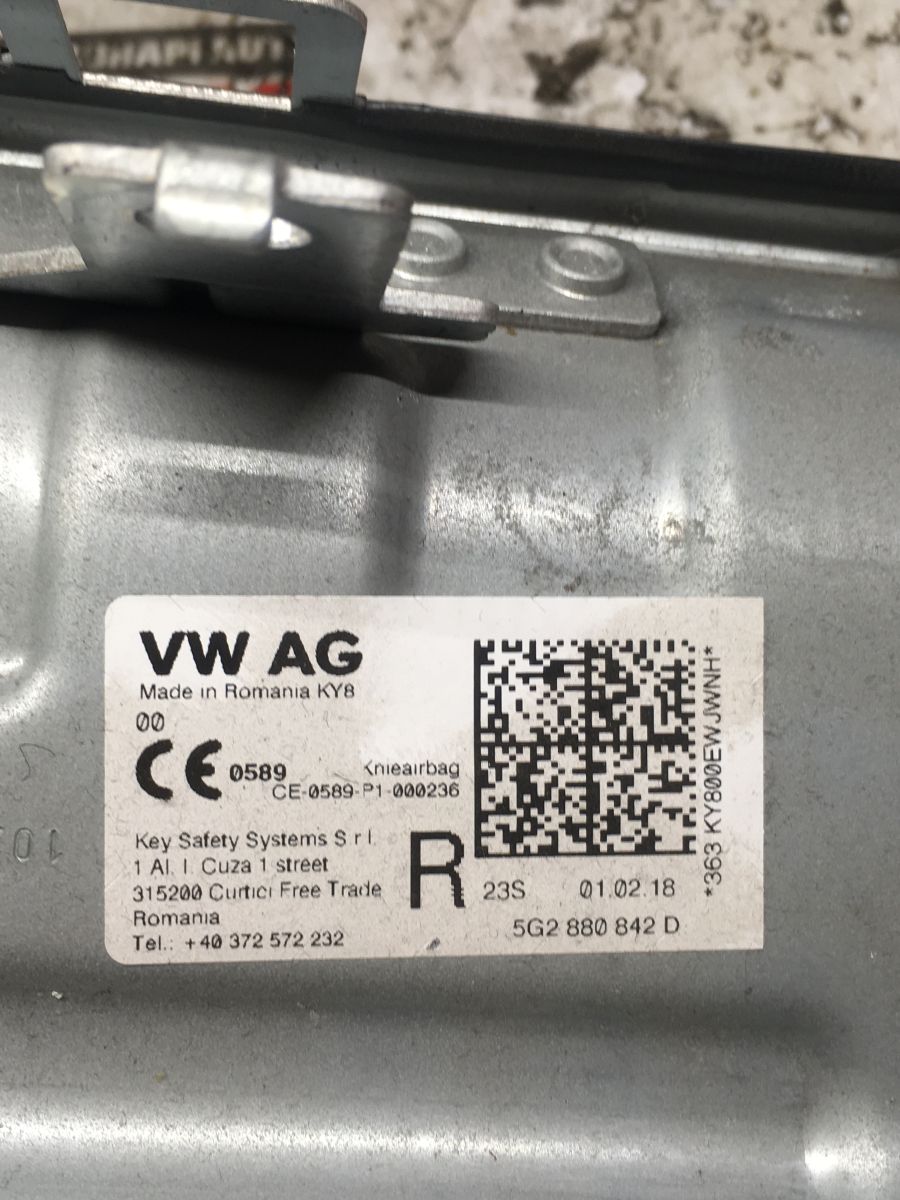 VW AG
Made in Romania KY8
00
CE 0589 Knieairbag
CE-0589-P1-000236
Key Safety Systems S r l.
1 Al. I. Cuza 1 street
315200 Curtici Free Trade
Romania
Tel.: +40 372 572 232
R
23S 01.02.18
5G2 880 842 D
*363 KY800EWJWNH*